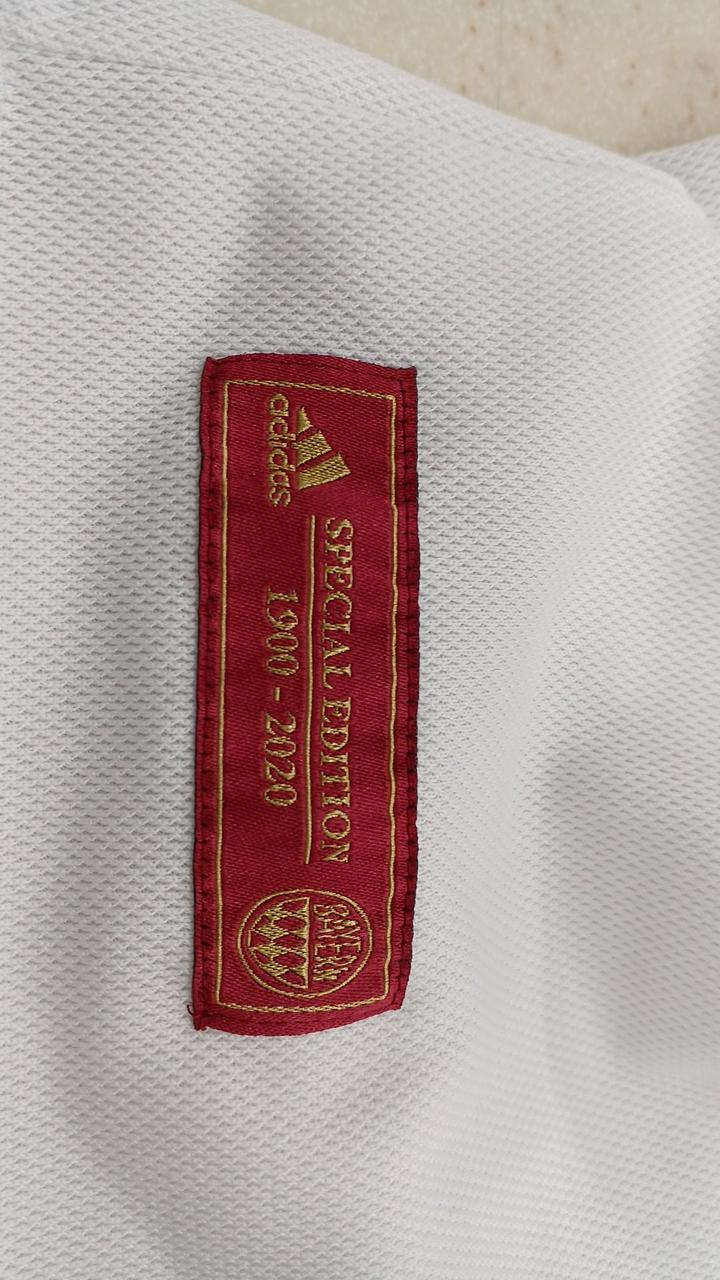 adidas
SPECIAL EDITION
1900 - 2020
BAYERN